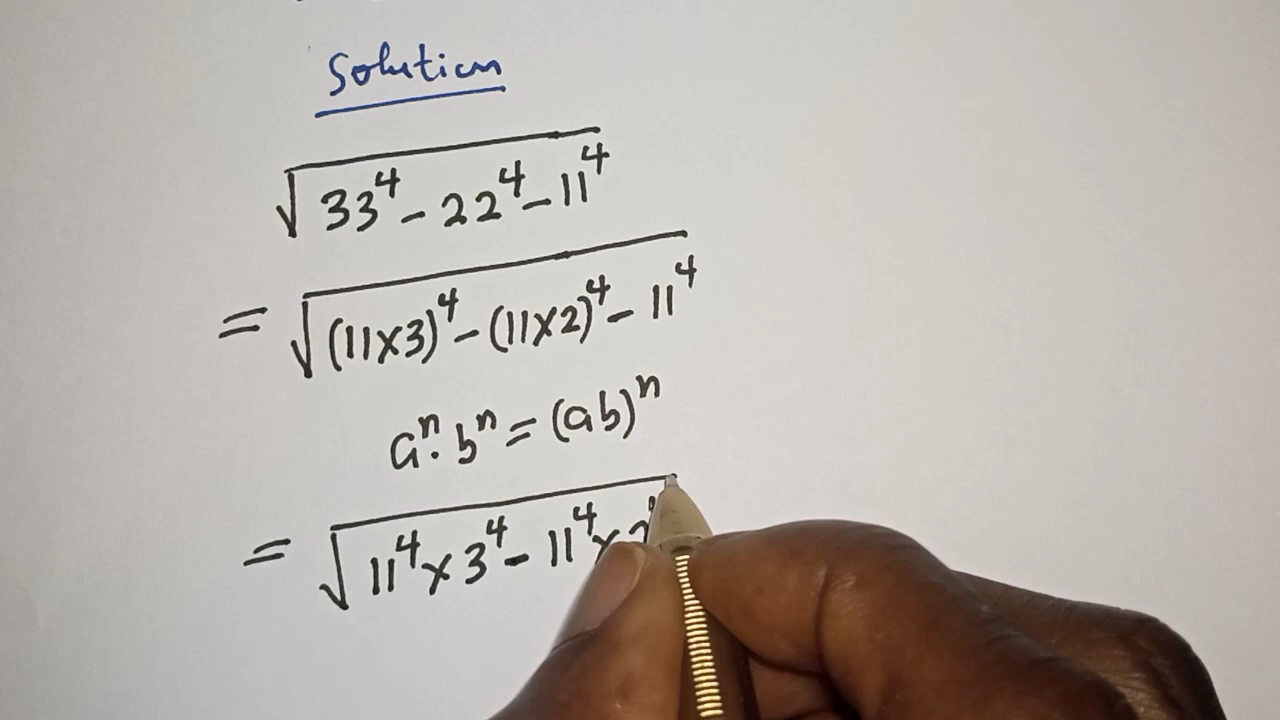 Solution
√(33⁴ - 22⁴ - 11⁴)
= √((11×3)⁴ - (11×2)⁴ - 11⁴)
aⁿ · bⁿ = (ab)ⁿ
= √(11⁴ × 3⁴ - 11⁴ ×